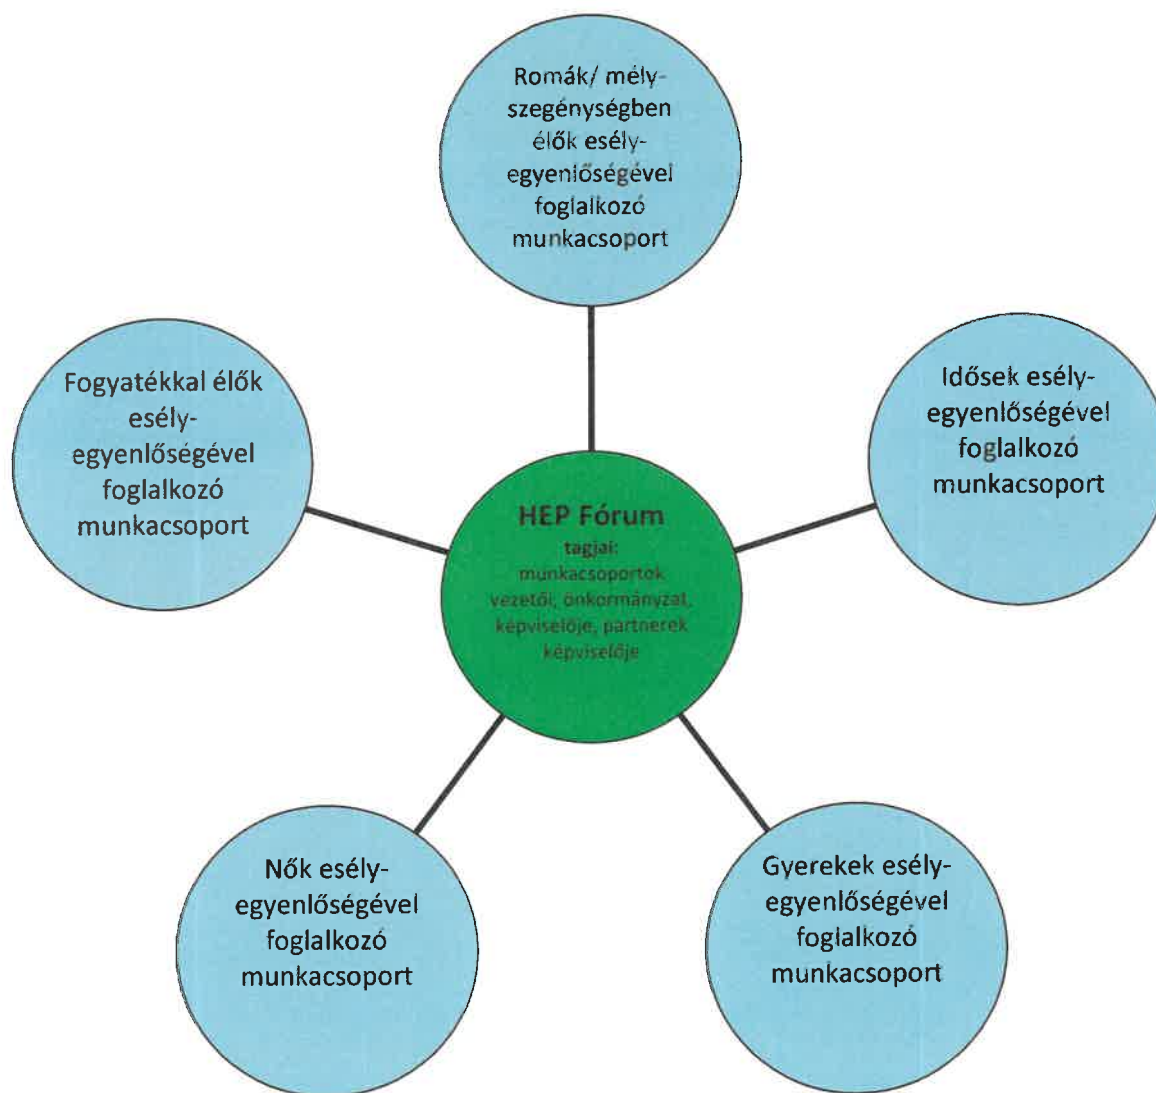 Romák/ mély-
szegénységben
élők esély-
egyenlőségével
foglalkozó
munkacsoport
Fogyatékkal élők
esély-
egyenlőségével
foglalkozó
munkacsoport
Idősek esély-
egyenlőségével
foglalkozó
munkacsoport
HEP Fórum
tagjai:
munkacsoportok
vezetői, önkormányzat,
képviselője, partnerek
képviselője
Nők esély-
egyenlőségével
foglalkozó
munkacsoport
Gyerekek esély-
egyenlőségével
foglalkozó
munkacsoport